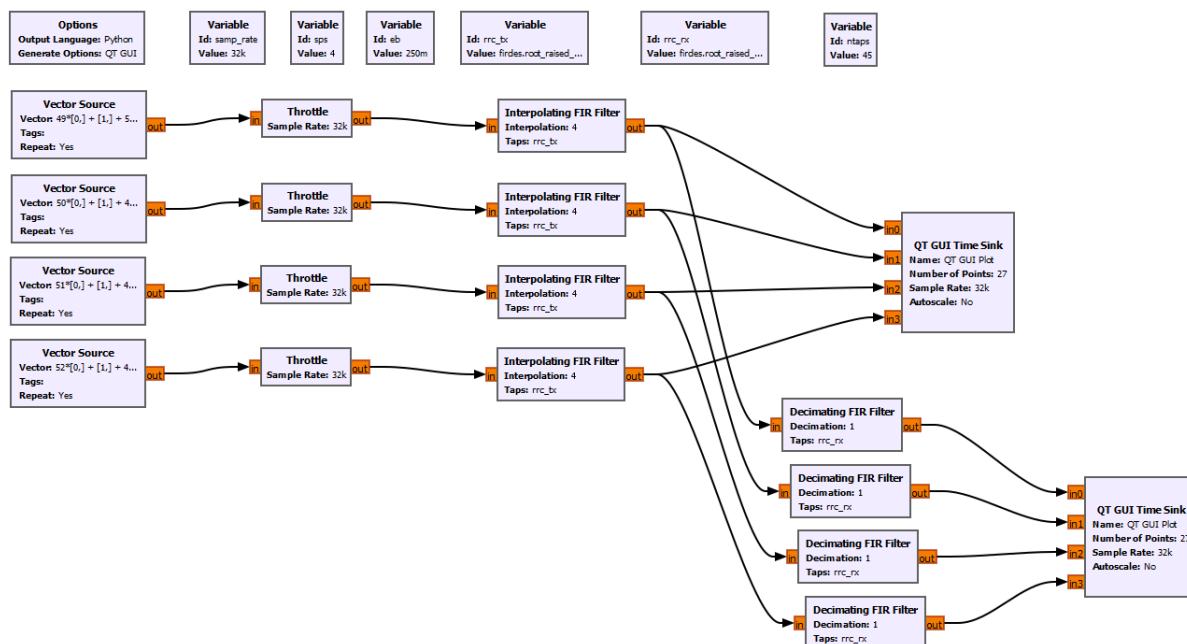 Options
Output Language: Python
Generate Options: QT GUI
Variable
Id: samp_rate
Value: 32k
Variable
Id: sps
Value: 4
Variable
Id: eb
Value: 250m
Variable
Id: rrc_tx
Value: firdes.root_raised_...
Variable
Id: rrc_rx
Value: firdes.root_raised_...
Variable
Id: ntaps
Value: 45
Vector Source
Vector: 49*[0,] + [1,] + 5...
Tags:
Repeat: Yes
out
in
Throttle
Sample Rate: 32k
out
in
Interpolating FIR Filter
Interpolation: 4
Taps: rrc_tx
out
Vector Source
Vector: 50*[0,] + [1,] + 4...
Tags:
Repeat: Yes
out
in
Throttle
Sample Rate: 32k
out
in
Interpolating FIR Filter
Interpolation: 4
Taps: rrc_tx
out
Vector Source
Vector: 51*[0,] + [1,] + 4...
Tags:
Repeat: Yes
out
in
Throttle
Sample Rate: 32k
out
in
Interpolating FIR Filter
Interpolation: 4
Taps: rrc_tx
out
Vector Source
Vector: 52*[0,] + [1,] + 4...
Tags:
Repeat: Yes
out
in
Throttle
Sample Rate: 32k
out
in
Interpolating FIR Filter
Interpolation: 4
Taps: rrc_tx
out
in0
in1
in2
in3
QT GUI Time Sink
Name: QT GUI Plot
Number of Points: 27
Sample Rate: 32k
Autoscale: No
in
Decimating FIR Filter
Decimation: 1
Taps: rrc_rx
out
in
Decimating FIR Filter
Decimation: 1
Taps: rrc_rx
out
in
Decimating FIR Filter
Decimation: 1
Taps: rrc_rx
out
in
Decimating FIR Filter
Decimation: 1
Taps: rrc_rx
out
in0
in1
in2
in3
QT GUI Time Sink
Name: QT GUI Plot
Number of Points: 27
Sample Rate: 32k
Autoscale: No